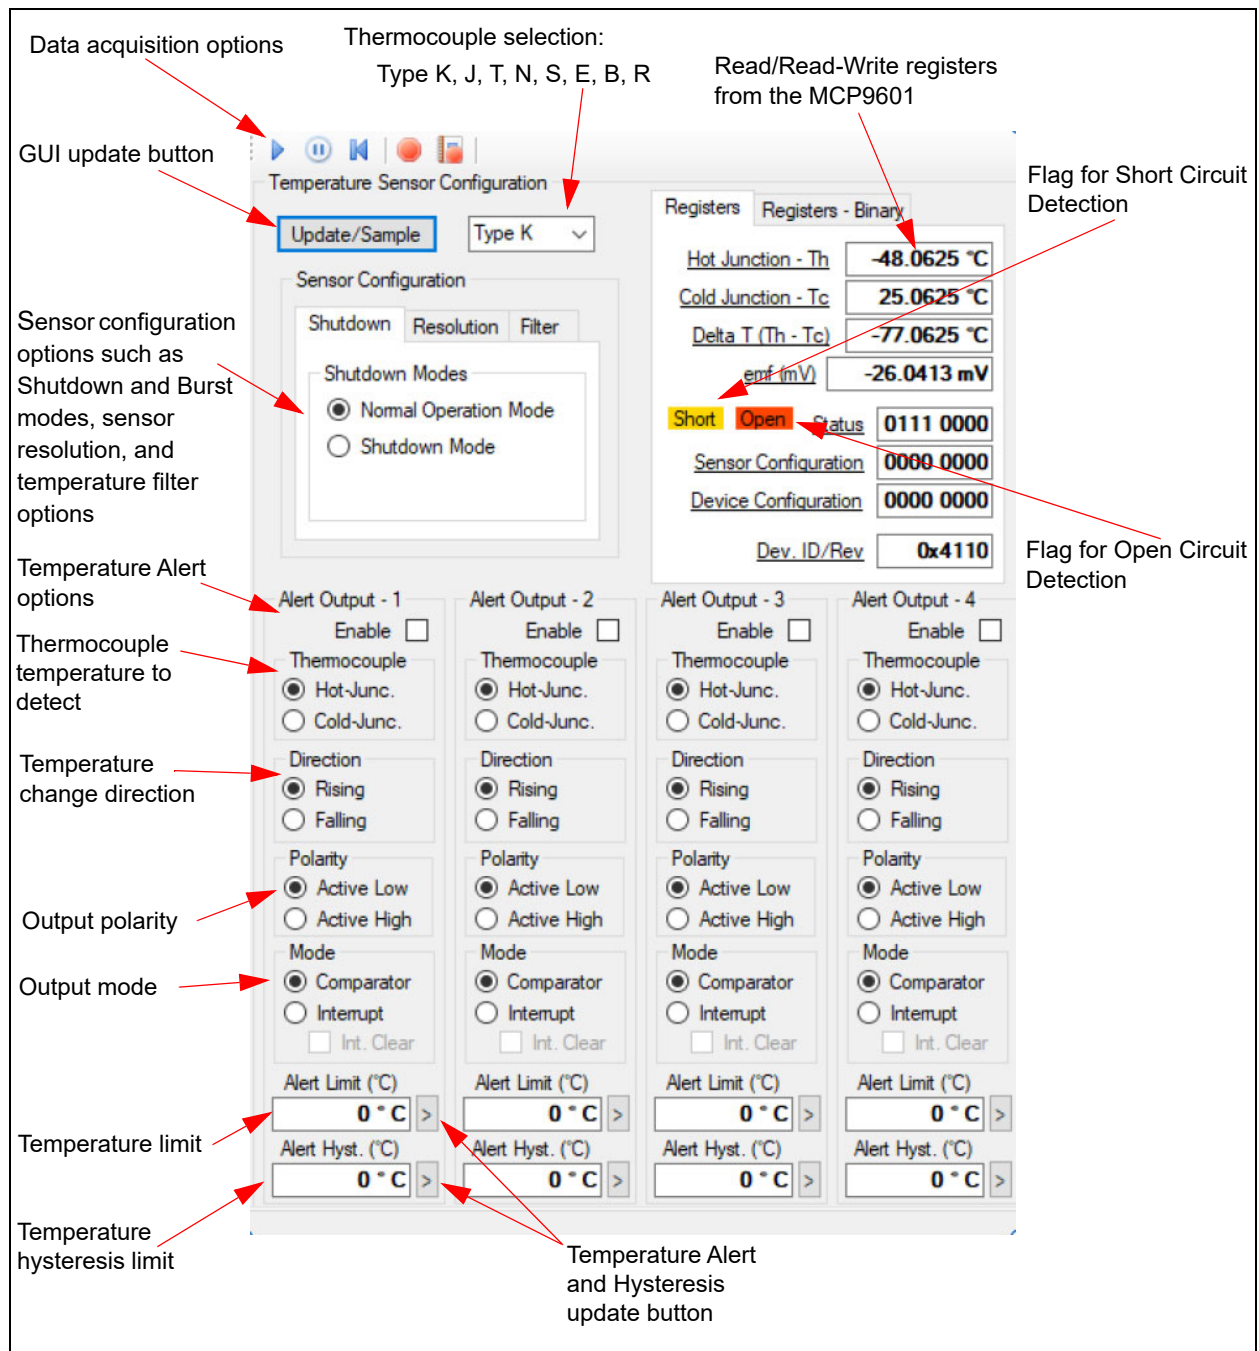 Data acquisition options
Thermocouple selection:
Type K, J, T, N, S, E, B, R
Read/Read-Write registers
from the MCP9601
GUI update button
Flag for Short Circuit
Detection
Temperature Sensor Configuration
Update/Sample
Type K
Registers
Registers - Binary
Hot Junction - Th
-48.0625 °C
Cold Junction - Tc
25.0625 °C
Delta T (Th - Tc)
-77.0625 °C
emf (mV)
-26.0413 mV
Short
Open
Status
0111 0000
Sensor Configuration
0000 0000
Device Configuration
0000 0000
Dev. ID/Rev
0x4110
Sensor Configuration
Shutdown
Resolution
Filter
Shutdown Modes
Normal Operation Mode
Shutdown Mode
Sensor configuration
options such as
Shutdown and Burst
modes, sensor
resolution, and
temperature filter
options
Flag for Open Circuit
Detection
Temperature Alert
options
Thermocouple
temperature to
detect
Temperature
change direction
Output polarity
Output mode
Temperature limit
Temperature
hysteresis limit
Alert Output - 1
Enable
Thermocouple
Hot-Junc.
Cold-Junc.
Direction
Rising
Falling
Polarity
Active Low
Active High
Mode
Comparator
Interrupt
Int. Clear
Alert Limit (°C)
0 ° C >
Alert Hyst. (°C)
0 ° C >
Alert Output - 2
Enable
Thermocouple
Hot-Junc.
Cold-Junc.
Direction
Rising
Falling
Polarity
Active Low
Active High
Mode
Comparator
Interrupt
Int. Clear
Alert Limit (°C)
0 ° C >
Alert Hyst. (°C)
0 ° C >
Alert Output - 3
Enable
Thermocouple
Hot-Junc.
Cold-Junc.
Direction
Rising
Falling
Polarity
Active Low
Active High
Mode
Comparator
Interrupt
Int. Clear
Alert Limit (°C)
0 ° C >
Alert Hyst. (°C)
0 ° C >
Alert Output - 4
Enable
Thermocouple
Hot-Junc.
Cold-Junc.
Direction
Rising
Falling
Polarity
Active Low
Active High
Mode
Comparator
Interrupt
Int. Clear
Alert Limit (°C)
0 ° C >
Alert Hyst. (°C)
0 ° C >
Temperature Alert
and Hysteresis
update button